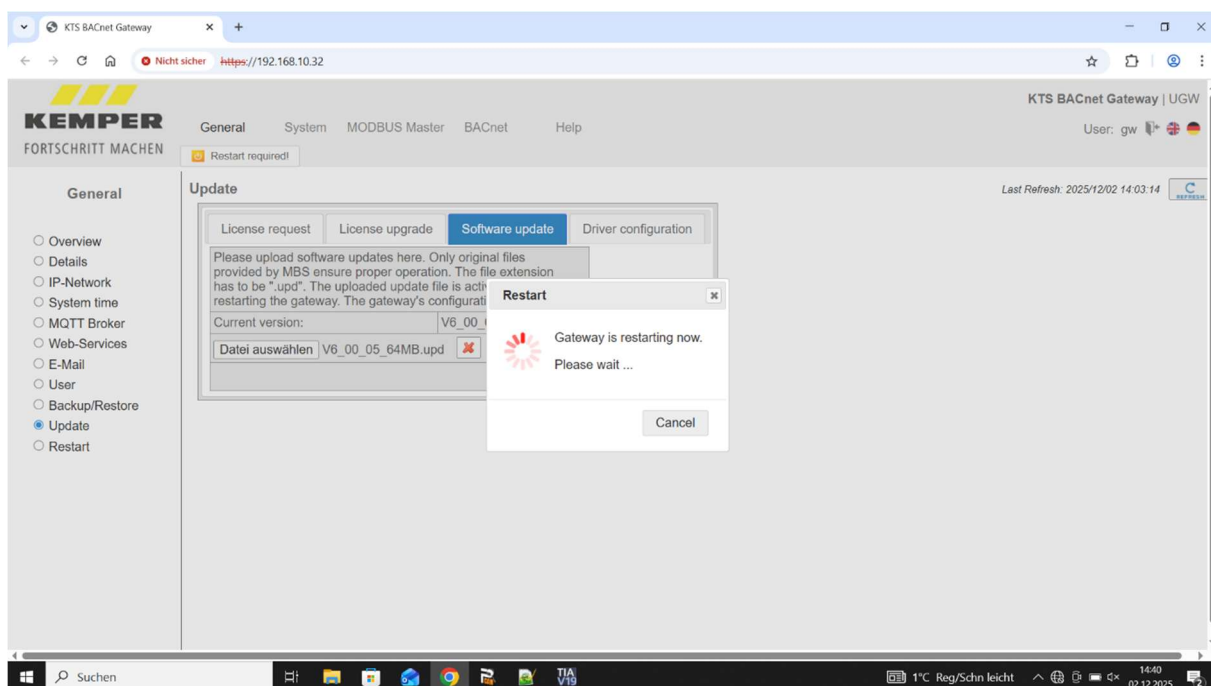 KTS BACnet Gateway
Nicht sicher https://192.168.10.32
KEMPER
FORTSCHRITT MACHEN
General System MODBUS Master BACnet Help
KTS BACnet Gateway | UGW
User: gw
Restart required!
General
Overview
Details
IP-Network
System time
MQTT Broker
Web-Services
E-Mail
User
Backup/Restore
Update
Restart
Update
Last Refresh: 2025/12/02 14:03:14
REFRESH
License request License upgrade Software update Driver configuration
Please upload software updates here. Only original files
provided by MBS ensure proper operation. The file extension
has to be ".upd". The uploaded update file is
restarting the gateway. The gateway's
Current version: V6_00_
Datei auswählen V6_00_05_64MB.upd
Restart
Gateway is restarting now.
Please wait ...
Cancel
Suchen
TIA
V19
1°C Reg/Schn leicht
14:40
02.12.2025
2